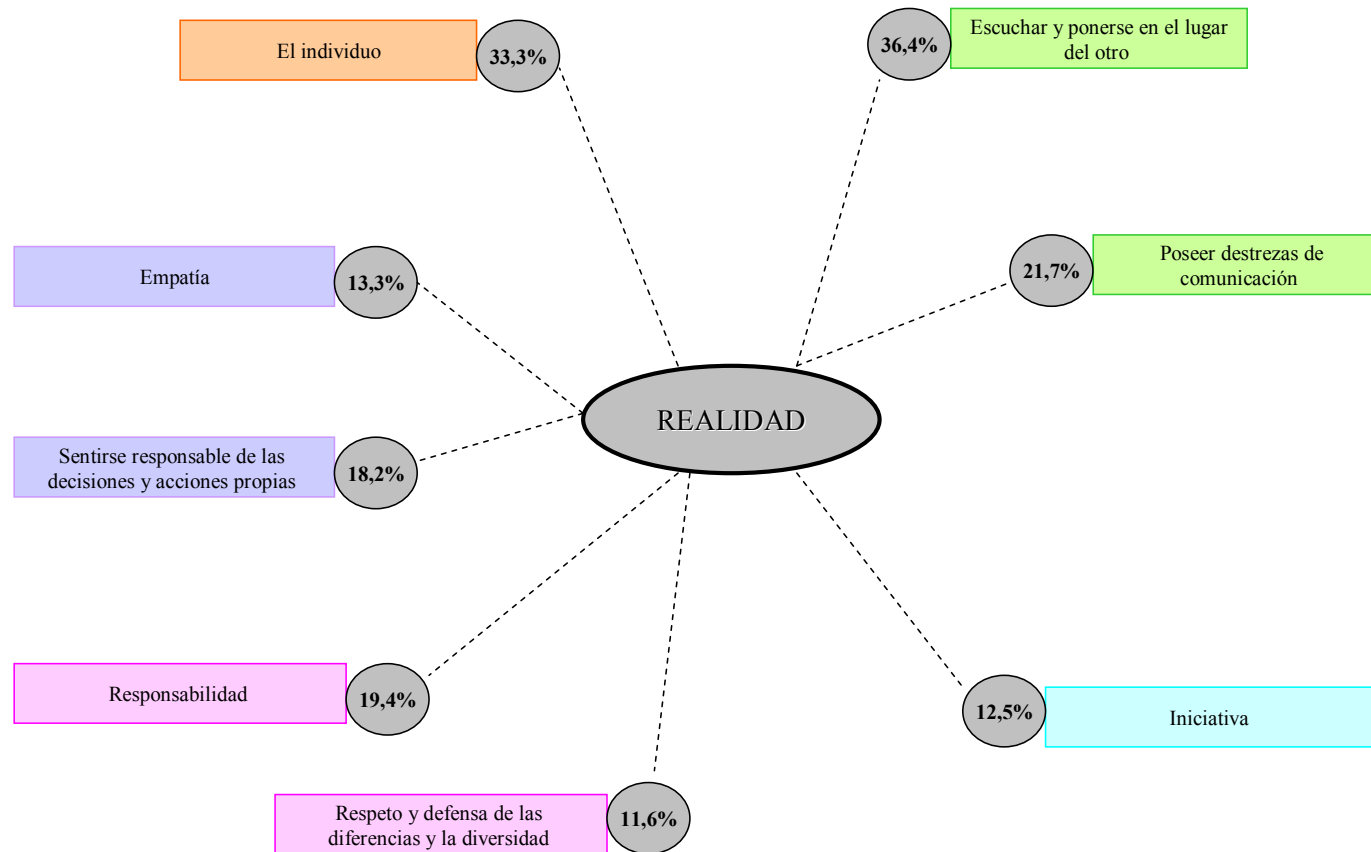 El individuo
33,3%
36,4%
Escuchar y ponerse en el lugar
del otro
Empatía
13,3%
21,7%
Poseer destrezas de
comunicación
REALIDAD
Sentirse responsable de las
decisiones y acciones propias
18,2%
Responsabilidad
19,4%
12,5%
Iniciativa
Respeto y defensa de las
diferencias y la diversidad
11,6%